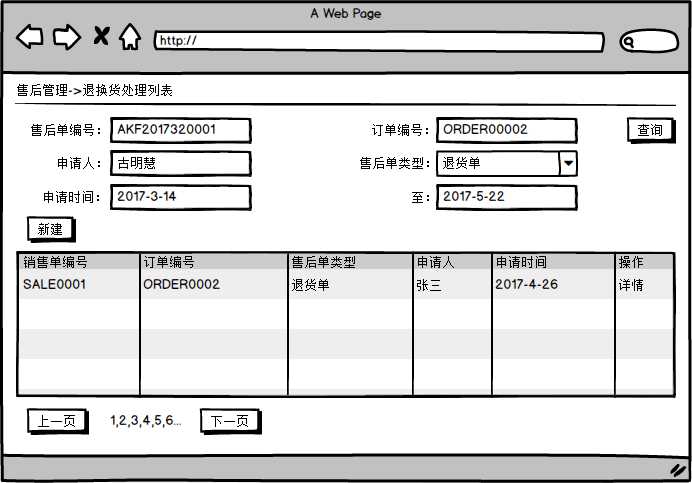 A Web Page
http://
售后管理->退换货处理列表
售后单编号: AKF2017320001 订单编号: ORDER00002 查询
申请人: 古明慧 售后单类型: 退货单
申请时间: 2017-3-14 至: 2017-5-22
新建
销售单编号 订单编号 售后单类型 申请人 申请时间 操作
SALE0001 ORDER0002 退货单 张三 2017-4-26 详情
上一页 1,2,3,4,5,6... 下一页